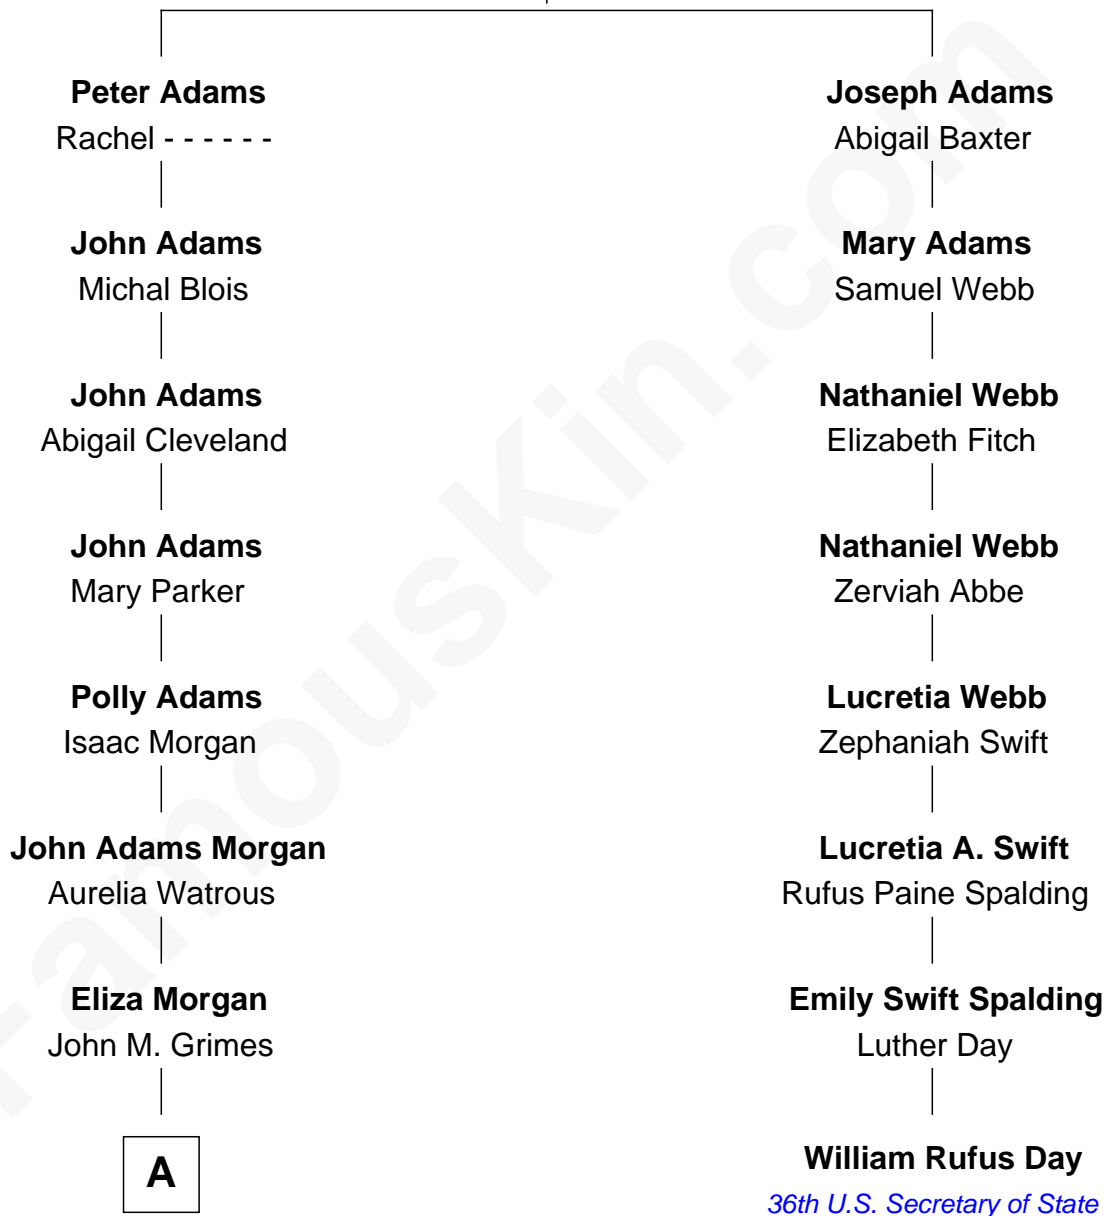 Peter Adams
Rachel - - - - - -
John Adams
Michal Blois
John Adams
Abigail Cleveland
John Adams
Mary Parker
Polly Adams
Isaac Morgan
John Adams Morgan
Aurelia Watrous
Eliza Morgan
John M. Grimes
A
Joseph Adams
Abigail Baxter
Mary Adams
Samuel Webb
Nathaniel Webb
Elizabeth Fitch
Nathaniel Webb
Zerviah Abbe
Lucretia Webb
Zephaniah Swift
Lucretia A. Swift
Rufus Paine Spalding
Emily Swift Spalding
Luther Day
William Rufus Day
36th U.S. Secretary of State
FamousKin.com